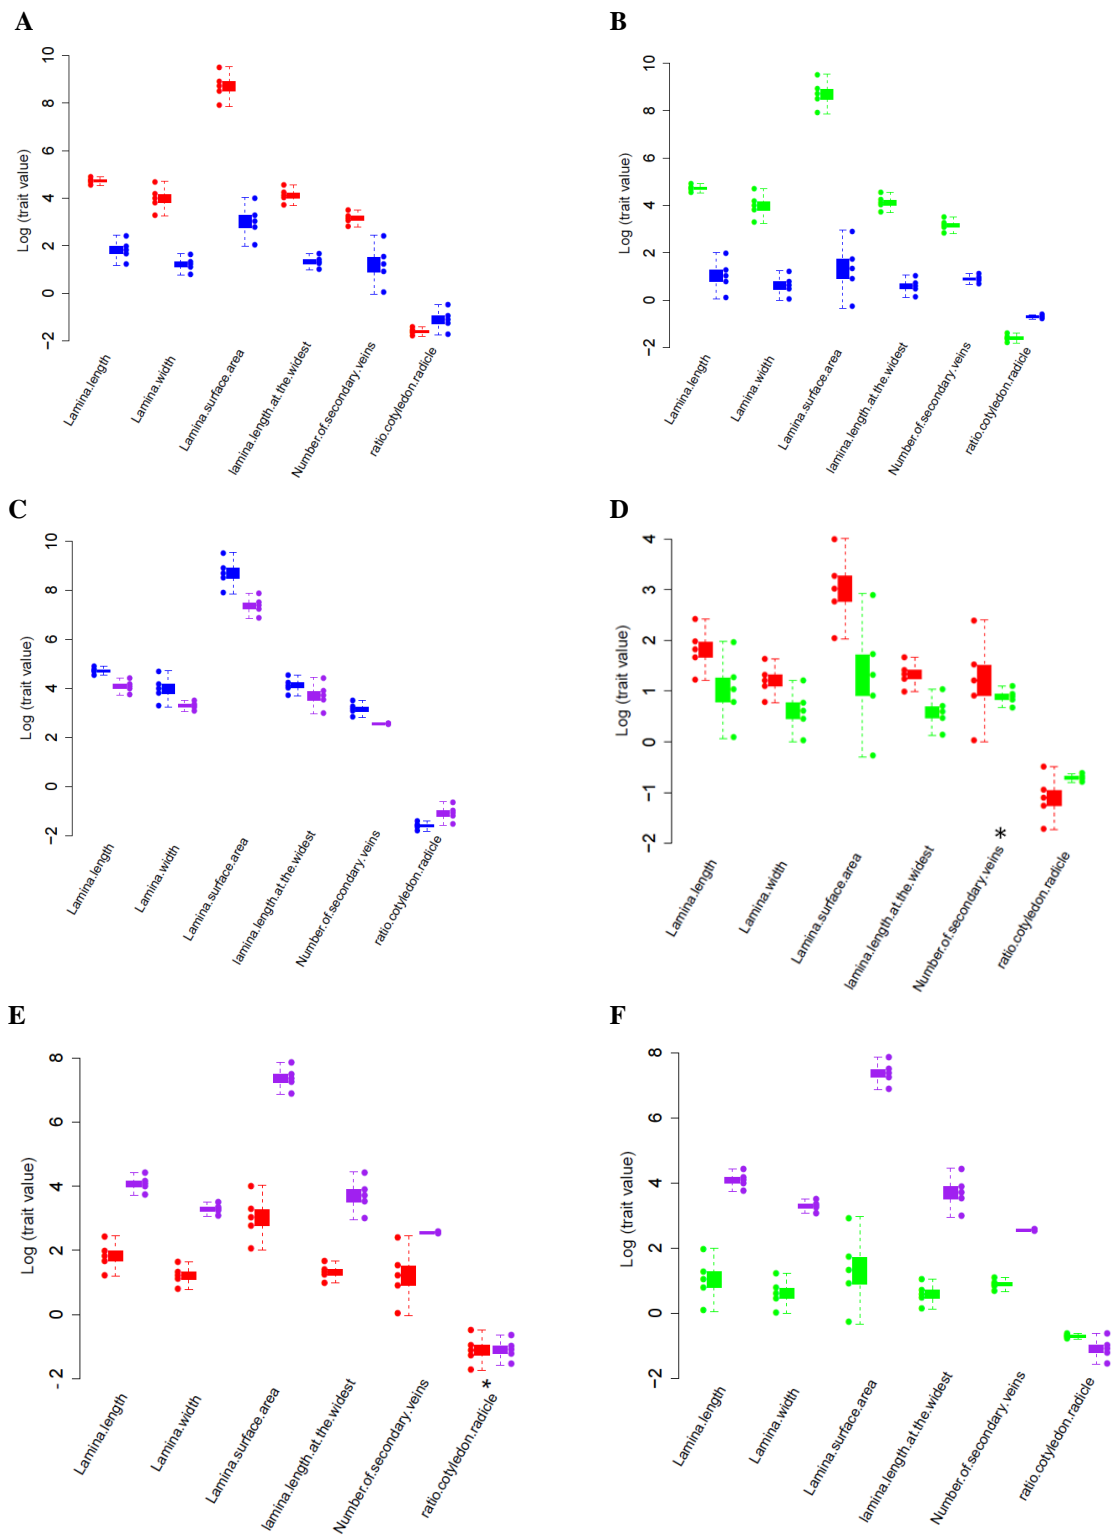 A
Log (trait value)
10
8
6
4
2
0
−2
Lamina.length
Lamina.width
Lamina.surface.area
lamina.length.at.the.widest
Number.of.secondary.veins
ratio.cotyledon.radicle
B
Log (trait value)
10
8
6
4
2
0
−2
Lamina.length
Lamina.width
Lamina.surface.area
lamina.length.at.the.widest
Number.of.secondary.veins
ratio.cotyledon.radicle
C
Log (trait value)
10
8
6
4
2
0
−2
Lamina.length
Lamina.width
Lamina.surface.area
lamina.length.at.the.widest
Number.of.secondary.veins
ratio.cotyledon.radicle
D
Log (trait value)
4
3
2
1
0
−1
−2
Lamina.length
Lamina.width
Lamina.surface.area
lamina.length.at.the.widest
Number.of.secondary.veins *
ratio.cotyledon.radicle
E
Log (trait value)
8
6
4
2
0
−2
Lamina.length
Lamina.width
Lamina.surface.area
lamina.length.at.the.widest
Number.of.secondary.veins
ratio.cotyledon.radicle *
F
Log (trait value)
8
6
4
2
0
−2
Lamina.length
Lamina.width
Lamina.surface.area
lamina.length.at.the.widest
Number.of.secondary.veins
ratio.cotyledon.radicle